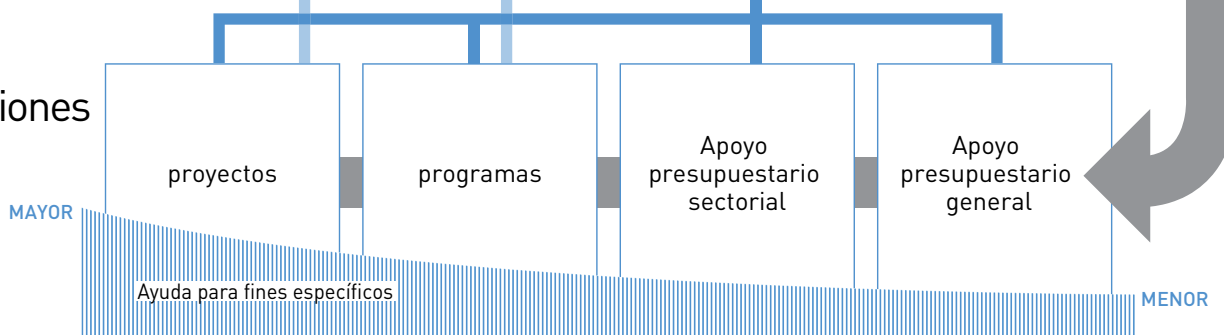 iones
proyectos
programas
Apoyo
presupuestario
sectorial
Apoyo
presupuestario
general
MAYOR
Ayuda para fines específicos
MENOR